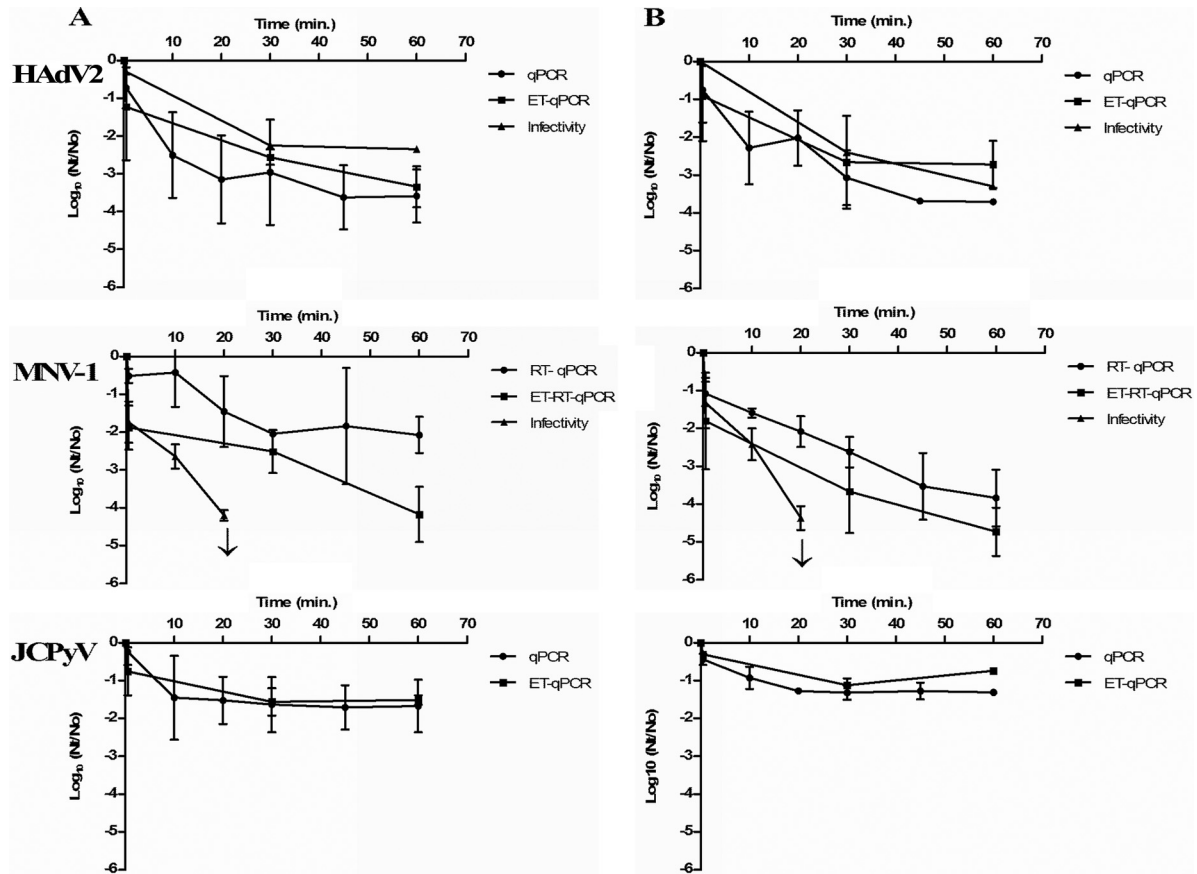 A
B
Time (min.)
10 20 30 40 50 60 70
HAdV2
0
-1
-2
-3
-4
-5
-6
Log₁₀ (Nt/No)
qPCR
ET-qPCR
Infectivity
Time (min.)
10 20 30 40 50 60 70
0
-1
-2
-3
-4
-5
-6
Log₁₀ (Nt/No)
qPCR
ET-qPCR
Infectivity
MNV-1
Time (min.)
10 20 30 40 50 60 70
0
-1
-2
-3
-4
-5
-6
Log₁₀ (Nt/No)
RT- qPCR
ET-RT-qPCR
Infectivity
Time (min.)
10 20 30 40 50 60 70
0
-1
-2
-3
-4
-5
-6
Log₁₀ (Nt/No)
RT- qPCR
ET-RT-qPCR
Infectivity
JCPyV
Time (min.)
10 20 30 40 50 60 70
0
-1
-2
-3
-4
-5
-6
Log₁₀ (Nt/No)
qPCR
ET-qPCR
Time (min.)
10 20 30 40 50 60 70
0
-1
-2
-3
-4
-5
-6
Log10 (Nt/No)
qPCR
ET-qPCR